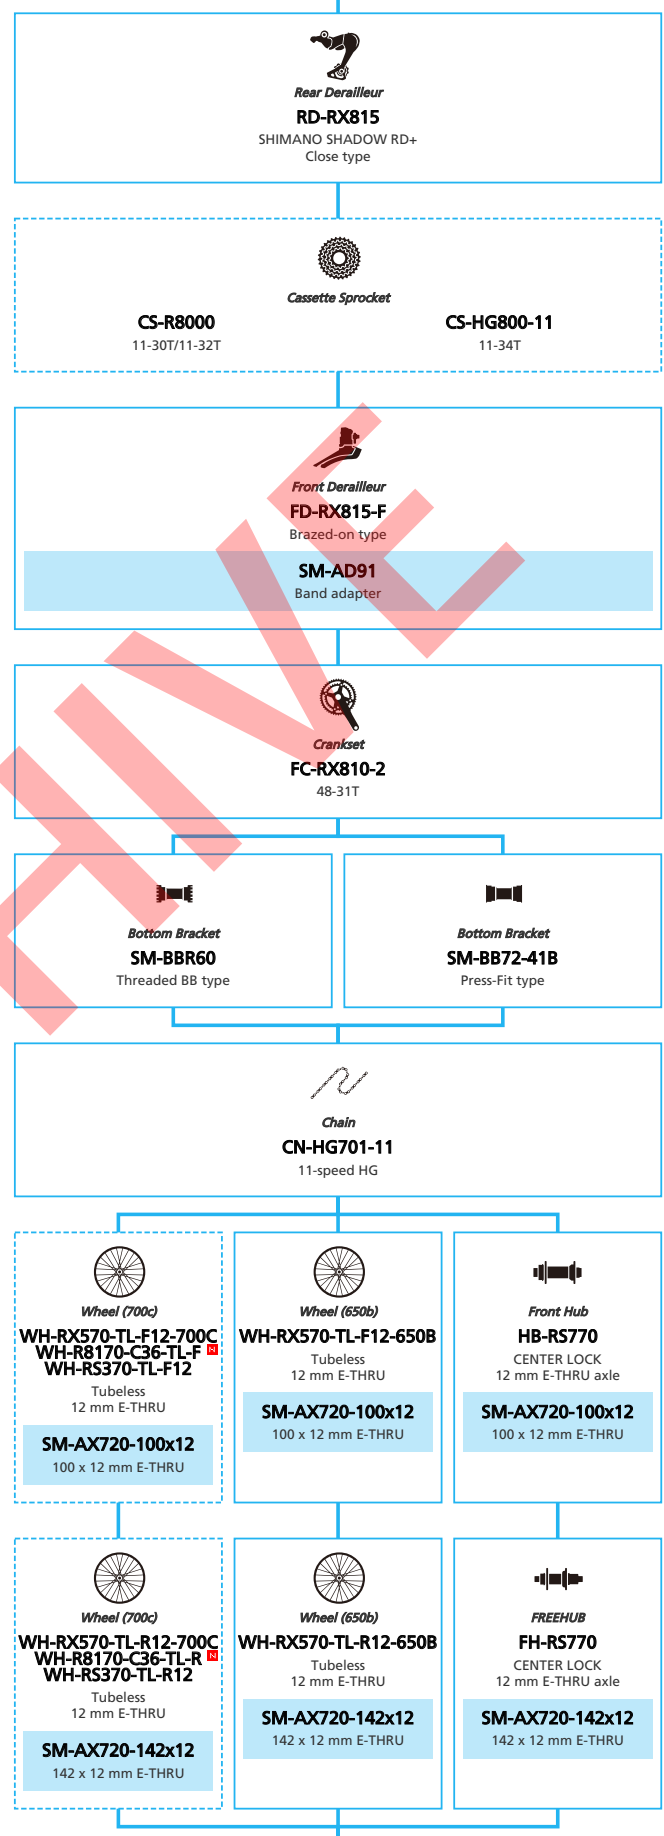 Rear Derailleur
RD-RX815
SHIMANO SHADOW RD+
Close type
Cassette Sprocket
CS-R8000
11-30T/11-32T
CS-HG800-11
11-34T
Front Derailleur
FD-RX815-F
Brazed-on type
SM-AD91
Band adapter
Crankset
FC-RX810-2
48-31T
Bottom Bracket
SM-BBR60
Threaded BB type
Bottom Bracket
SM-BB72-41B
Press-Fit type
Chain
CN-HG701-11
11-speed HG
Wheel (700c)
WH-RX570-TL-F12-700C
WH-R8170-C36-TL-F N
WH-RS370-TL-F12
Tubeless
12 mm E-THRU
SM-AX720-100x12
100 x 12 mm E-THRU
Wheel (650b)
WH-RX570-TL-F12-650B
Tubeless
12 mm E-THRU
SM-AX720-100x12
100 x 12 mm E-THRU
Front Hub
HB-RS770
CENTER LOCK
12 mm E-THRU axle
SM-AX720-100x12
100 x 12 mm E-THRU
Wheel (700c)
WH-RX570-TL-R12-700C
WH-R8170-C36-TL-R N
WH-RS370-TL-R12
Tubeless
12 mm E-THRU
SM-AX720-142x12
142 x 12 mm E-THRU
Wheel (650b)
WH-RX570-TL-R12-650B
Tubeless
12 mm E-THRU
SM-AX720-142x12
142 x 12 mm E-THRU
FREEHUB
FH-RS770
CENTER LOCK
12 mm E-THRU axle
SM-AX720-142x12
142 x 12 mm E-THRU
HIVE